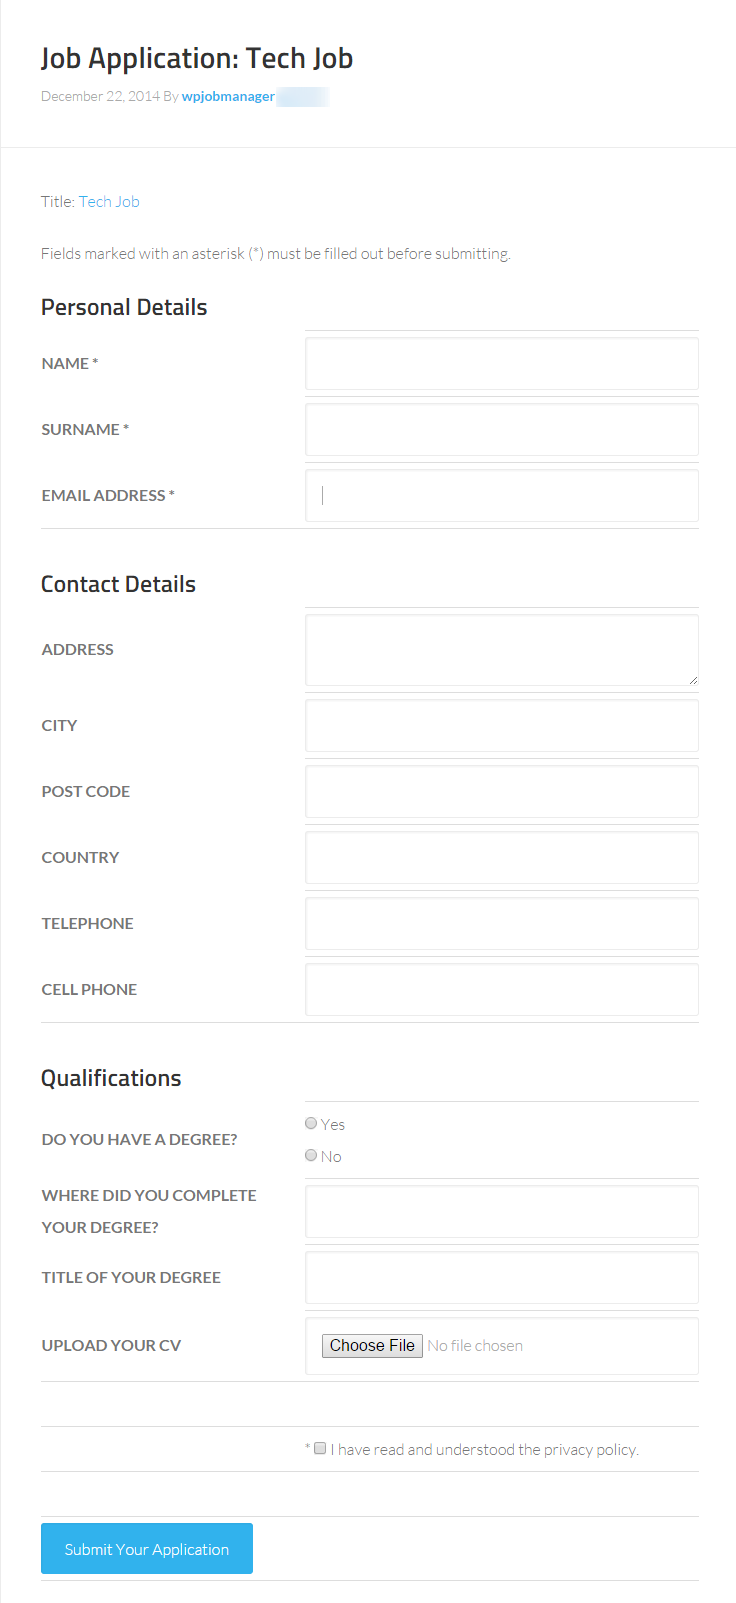 Job Application: Tech Job
December 22, 2014 By wpjobmanager
Title: Tech Job
Fields marked with an asterisk (*) must be filled out before submitting.
Personal Details
NAME *
SURNAME *
EMAIL ADDRESS *
Contact Details
ADDRESS
CITY
POST CODE
COUNTRY
TELEPHONE
CELL PHONE
Qualifications
DO YOU HAVE A DEGREE?
Yes
No
WHERE DID YOU COMPLETE
YOUR DEGREE?
TITLE OF YOUR DEGREE
UPLOAD YOUR CV
Choose File No file chosen
* I have read and understood the privacy policy.
Submit Your Application